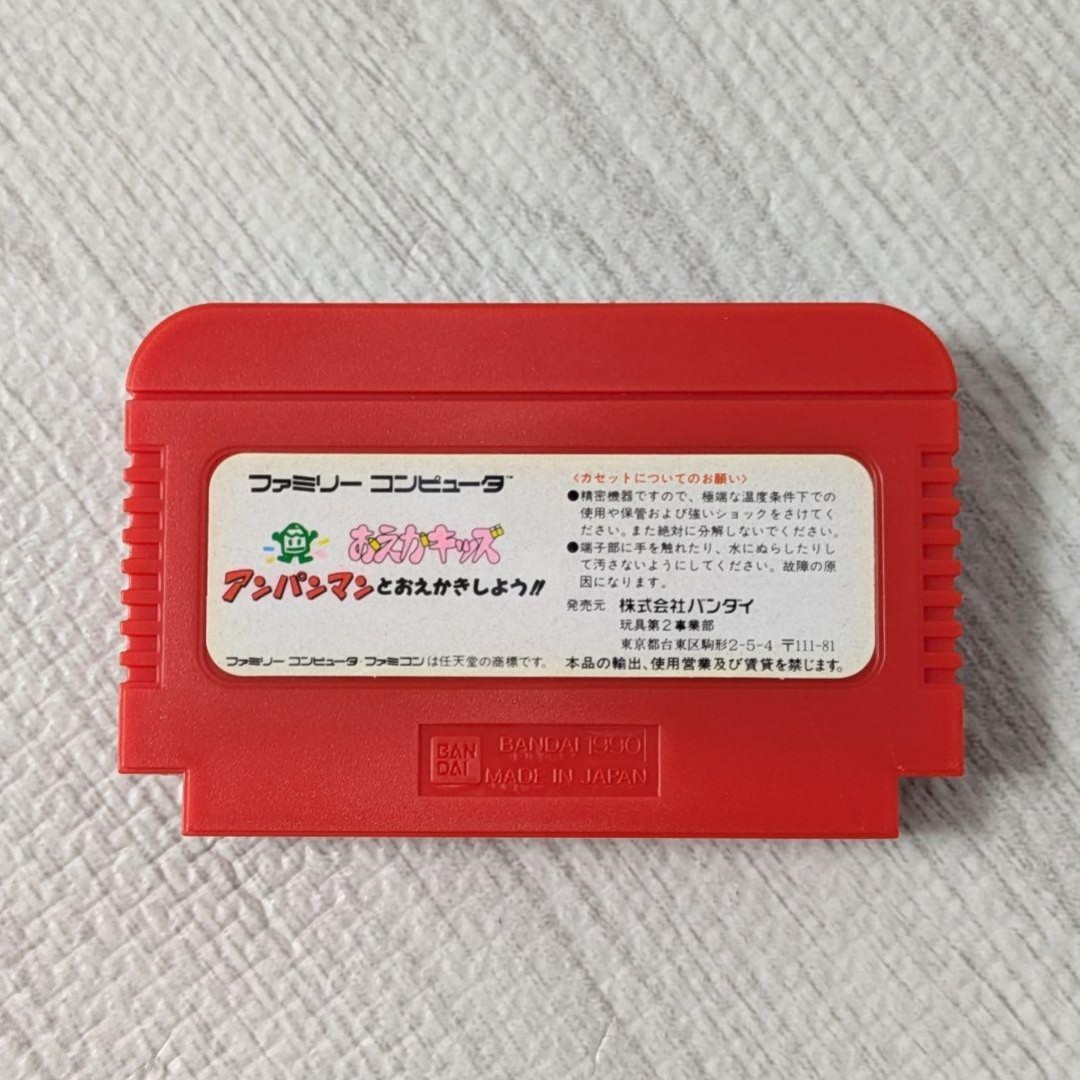 ファミリー コンピュータ™
おえかキッズ
アンパンマンとおえかきしよう!!
ファミリー コンピュータ・ファミコンは任天堂の商標です。
〈カセットについてのお願い〉
●精密機器ですので、極端な温度条件下での
使用や保管および強いショックをさけてく
ださい。また絶対に分解しないでください。
●端子部に手を触れたり、水にぬらしたりし
て汚さないようにしてください。故障の原
因になります。
発売元 株式会社バンダイ
玩具第2事業部
東京都台東区駒形2-5-4 〒111-81
本品の輸出、使用営業及び賃貸を禁じます。
BAN
DAI
BANDAI 1990
MADE IN JAPAN